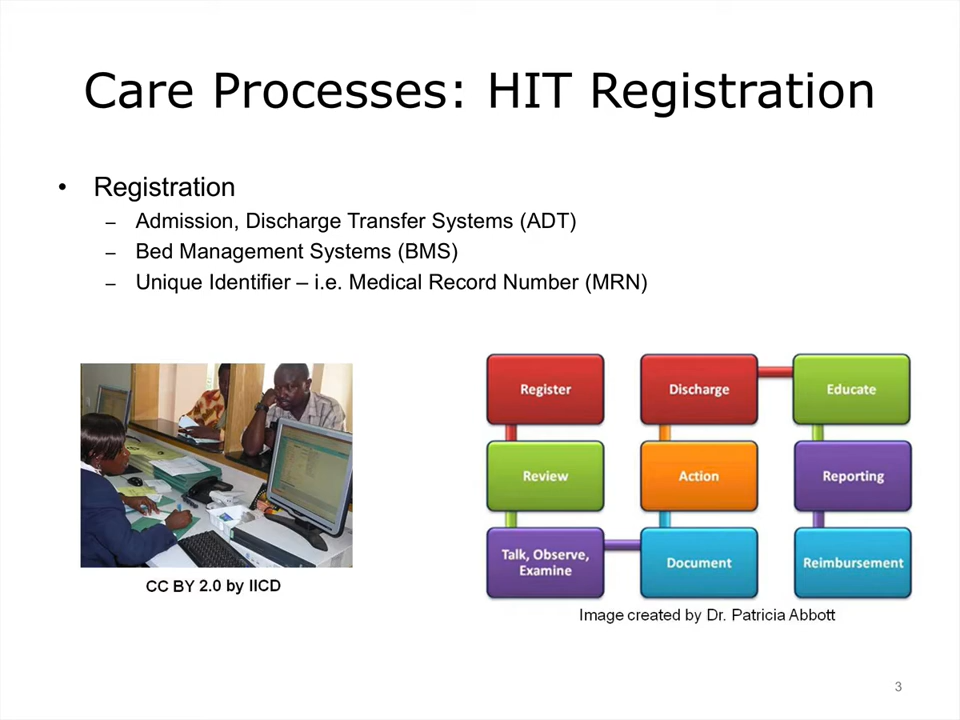 Care Processes: HIT Registration
• Registration
– Admission, Discharge Transfer Systems (ADT)
– Bed Management Systems (BMS)
– Unique Identifier – i.e. Medical Record Number (MRN)
CC BY 2.0 by IICD
Register
Review
Talk, Observe,
Examine
Document
Action
Discharge
Educate
Reporting
Reimbursement
Image created by Dr. Patricia Abbott
3